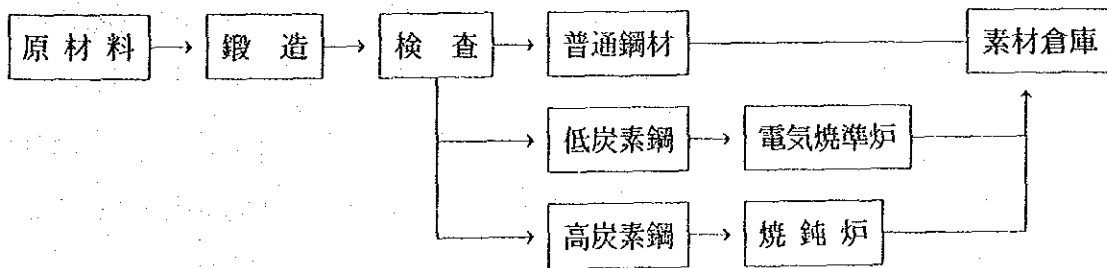 原材料
鍛造
検査
普通鋼材
素材倉庫
低炭素鋼
電気焼準炉
高炭素鋼
焼鈍炉